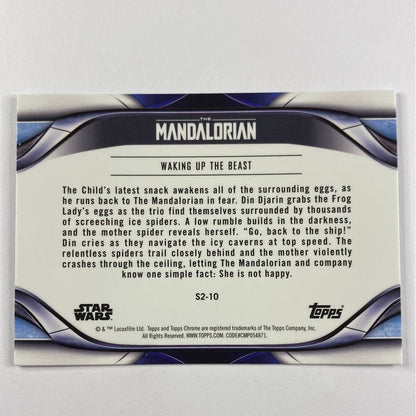 THE
MANDALORIAN
WAKING UP THE BEAST
The Child's latest snack awakens all of the surrounding eggs, as
he runs back to The Mandalorian in fear. Din Djarin grabs the Frog
Lady's eggs as the trio find themselves surrounded by thousands
of screeching ice spiders. A low rumble builds in the darkness,
and the mother spider reveals herself. "Go, back to the ship!"
Din cries as they navigate the icy caverns at top speed. The
relentless spiders trail closely behind and the mother violently
crashes through the ceiling, letting The Mandalorian and company
know one simple fact: She is not happy.
S2-10
STAR
WARS
© & ™ Lucasfilm Ltd. Topps and Topps Chrome are registered trademarks of The Topps Company, Inc.
All Rights Reserved. WWW.TOPPS.COM. CODE#CMP054871.
Topps